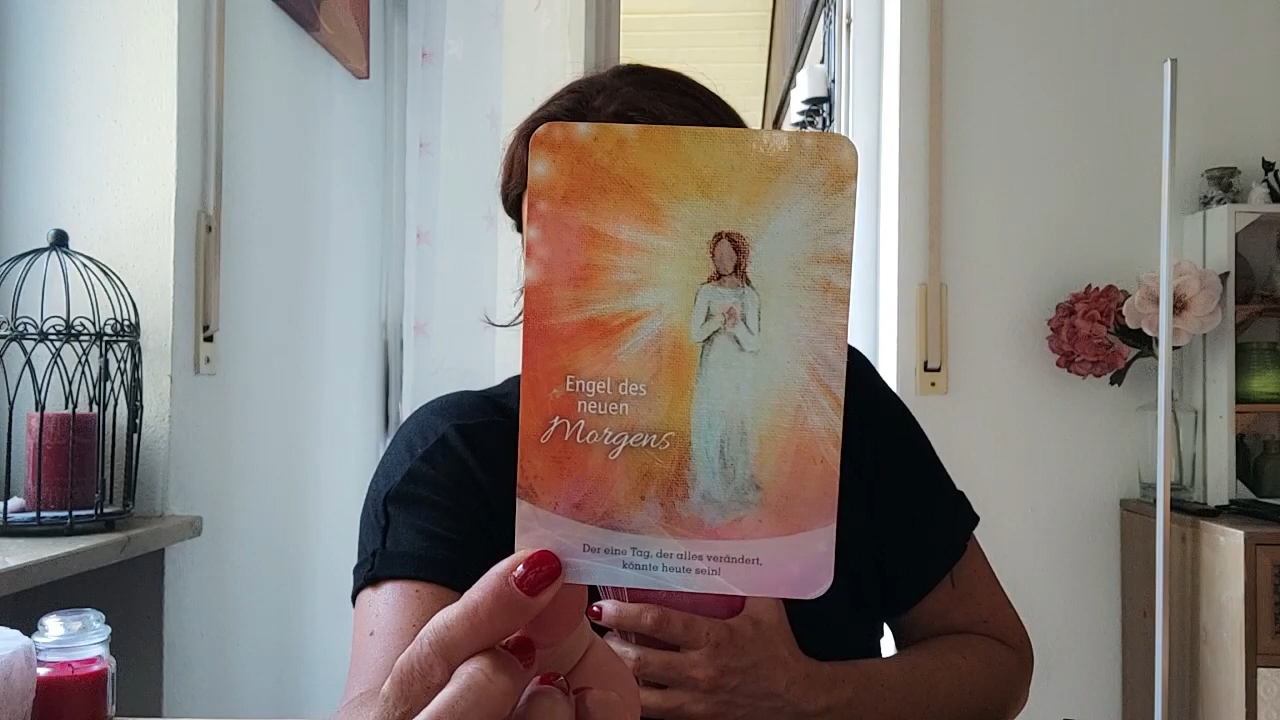 Engel des
neuen
Morgens
Der eine Tag, der alles verändert,
könnte heute sein!